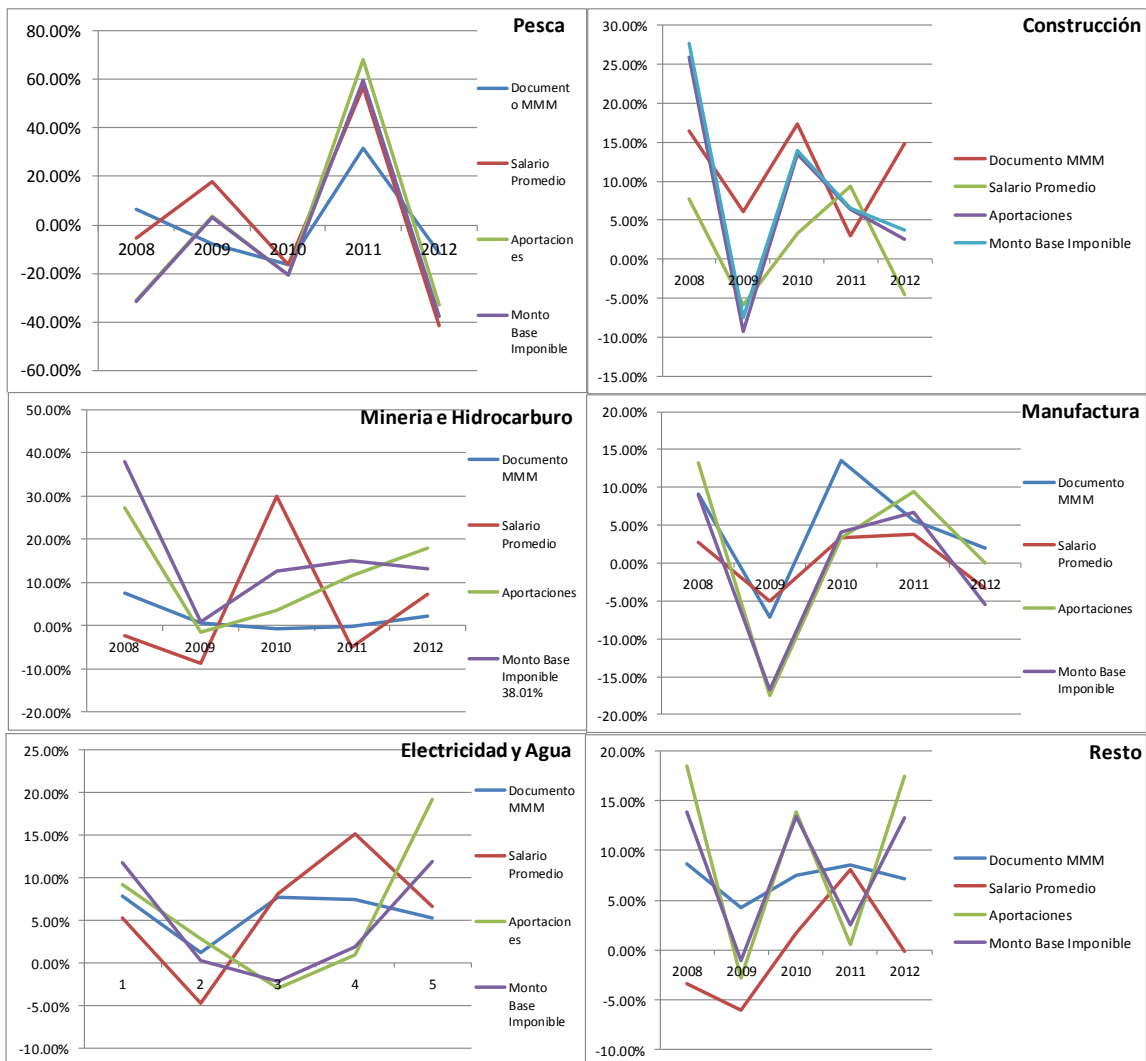 Pesca
80.00%
60.00%
40.00%
20.00%
0.00%
-20.00%
-40.00%
-60.00%
2008 2009 2010 2011 2012
Document
o MMM
Salario
Promedio
Aportacion
es
Monto
Base
Imponible
Construcción
30.00%
25.00%
20.00%
15.00%
10.00%
5.00%
0.00%
-5.00%
-10.00%
-15.00%
2008 2009 2010 2011 2012
Documento MMM
Salario Promedio
Aportaciones
Monto Base Imponible
Mineria e Hidrocarburo
50.00%
40.00%
30.00%
20.00%
10.00%
0.00%
-10.00%
-20.00%
2008 2009 2010 2011 2012
Documento
MMM
Salario
Promedio
Aportaciones
Monto Base
Imponible
38.01%
Manufactura
20.00%
15.00%
10.00%
5.00%
0.00%
-5.00%
-10.00%
-15.00%
-20.00%
2008 2009 2010 2011 2012
Documento
MMM
Salario
Promedio
Aportaciones
Monto Base
Imponible
Electricidad y Agua
25.00%
20.00%
15.00%
10.00%
5.00%
0.00%
-5.00%
-10.00%
1 2 3 4 5
Documento
MMM
Salario
Promedio
Aportacion
es
Monto
Base
Imponible
Resto
20.00%
15.00%
10.00%
5.00%
0.00%
-5.00%
-10.00%
2008 2009 2010 2011 2012
Documento MMM
Salario Promedio
Aportaciones
Monto Base Imponible